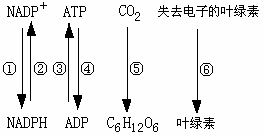 NADP⁺ ATP CO₂ 失去电子的叶绿素
① ② ③ ④ ⑤ ⑥
NADPH ADP C₆H₁₂O₆ 叶绿素